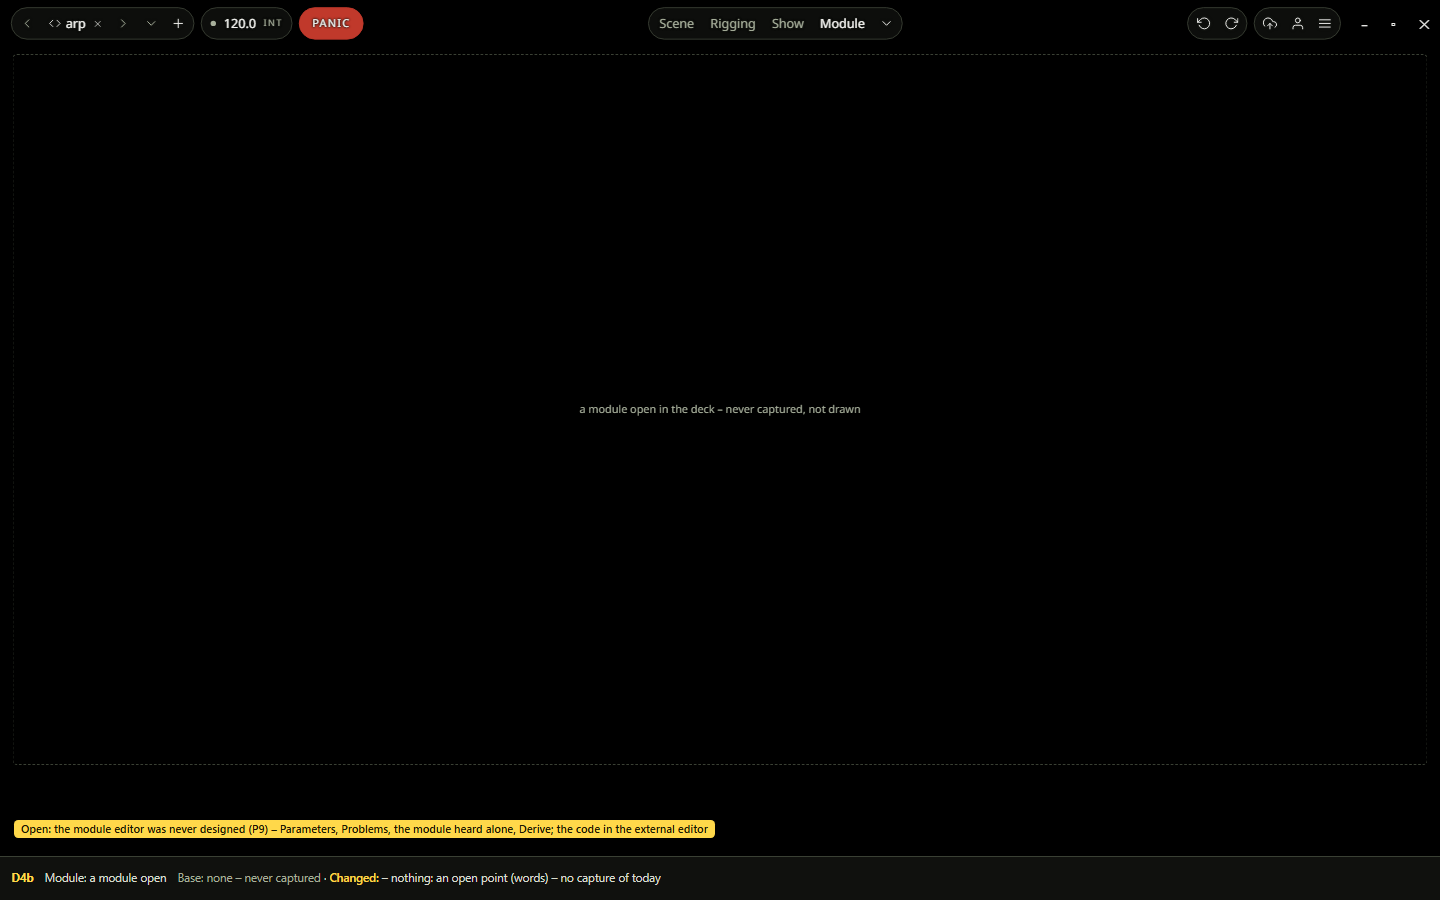 arp
120.0 INT
PANIC
Scene Rigging Show Module
a module open in the deck – never captured, not drawn
Open: the module editor was never designed (P9) – Parameters, Problems, the module heard alone, Derive; the code in the external editor
D4b Module: a module open Base: none – never captured · Changed: – nothing: an open point (words) – no capture of today